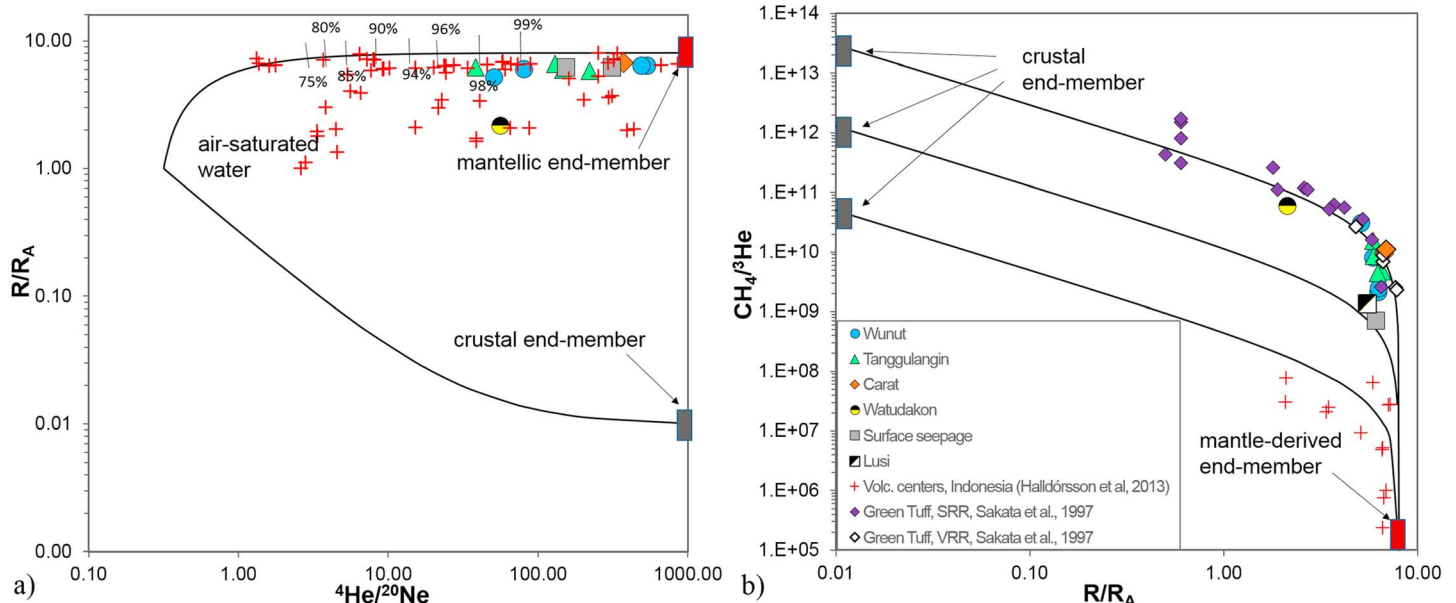 10.00
1.00
0.10
0.01
0.00
R/RA
0.10
1.00
10.00
100.00
1000.00
4He/20Ne
a)
75%
80%
85%
90%
94%
96%
98%
99%
air-saturated
water
mantellic end-member
crustal end-member
1.E+14
1.E+13
1.E+12
1.E+11
1.E+10
1.E+09
1.E+08
1.E+07
1.E+06
1.E+05
CH4/3He
0.01
0.10
1.00
10.00
R/RA
b)
crustal
end-member
Wunut
Tanggulangin
Carat
Watudakon
Surface seepage
Lusi
Volc. centers, Indonesia (Halldórsson et al, 2013)
Green Tuff, SRR, Sakata et al., 1997
Green Tuff, VRR, Sakata et al., 1997
mantle-derived
end-member